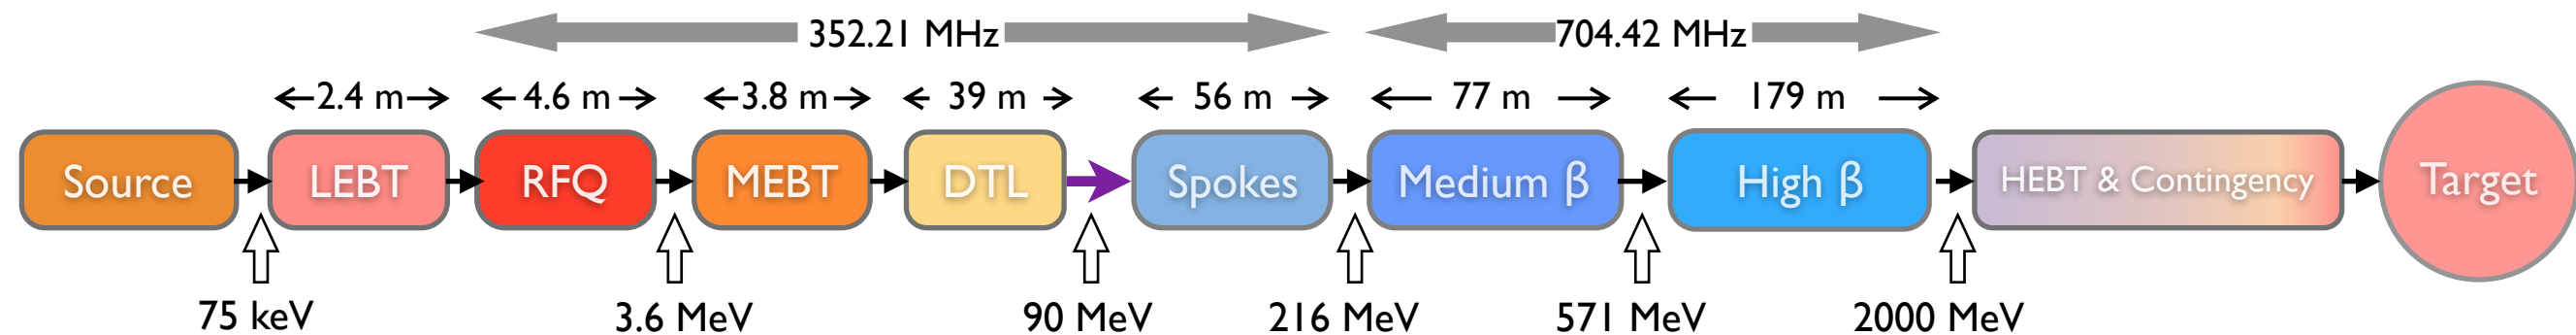 352.21 MHz 704.42 MHz
2.4 m 4.6 m 3.8 m 39 m 56 m 77 m 179 m
Source LEBT RFQ MEBT DTL Spokes Medium β High β HEBT & Contingency Target
75 keV 3.6 MeV 90 MeV 216 MeV 571 MeV 2000 MeV